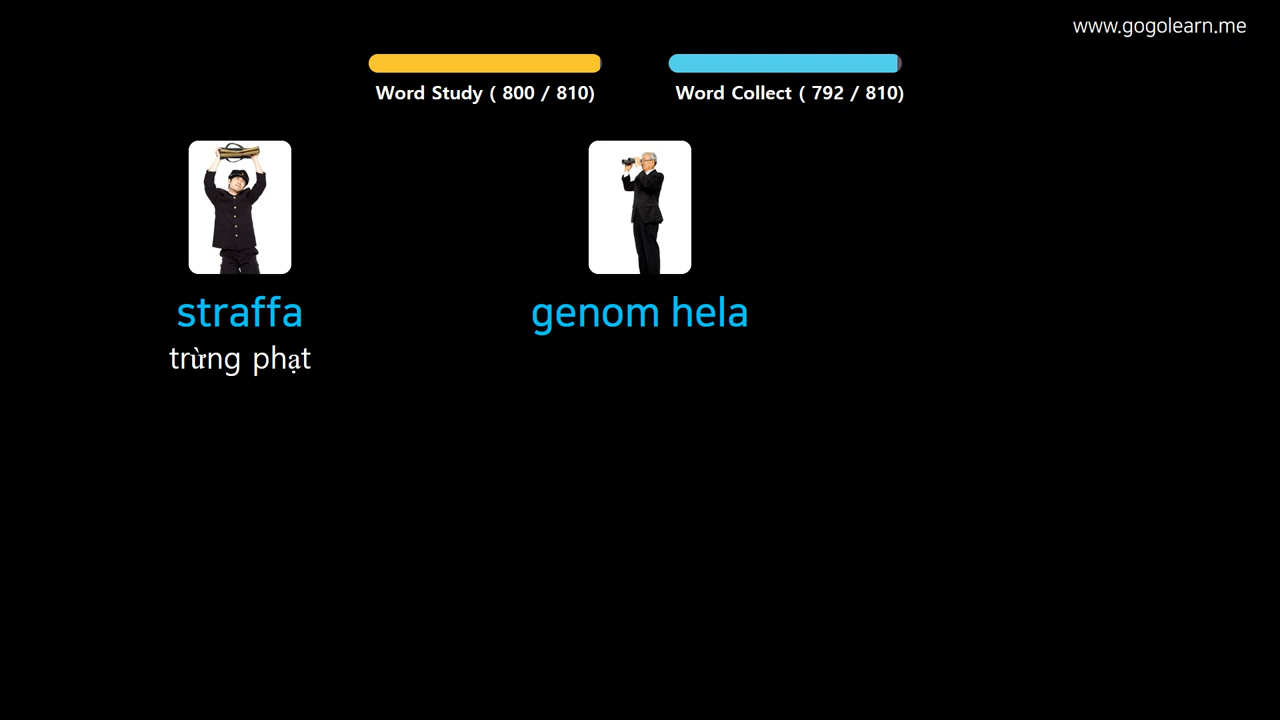 www.gogolearn.me
Word Study ( 800 / 810)
Word Collect ( 792 / 810)
straffa
trừng phạt
genom hela